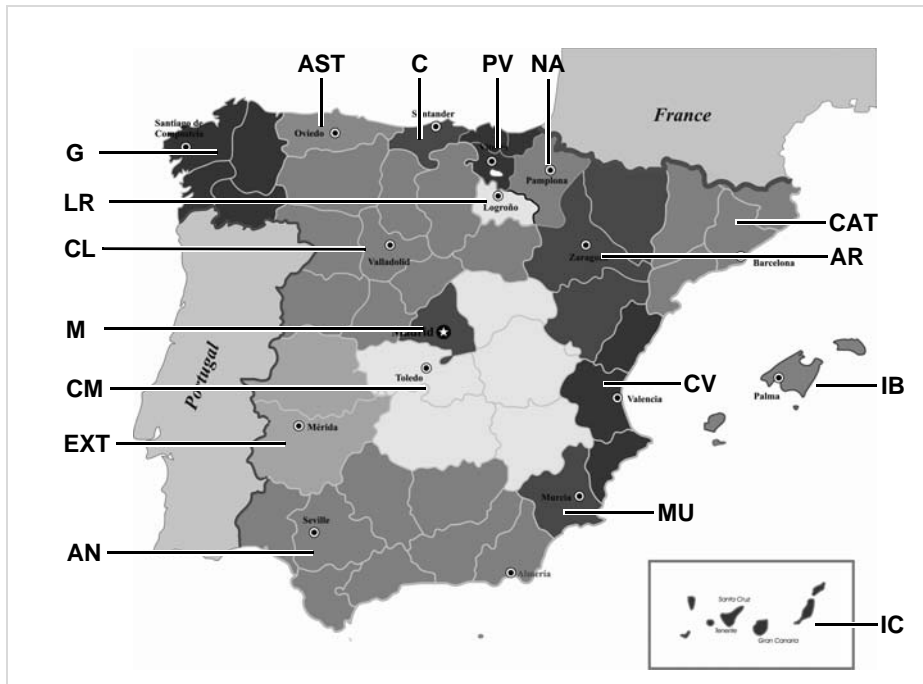 AST C PV NA
Santander
Santiago de
Compostela
Oviedo
France
G
Pamplona
LR
Logroño
CAT
CL
Valladolid
AR
Barcelona
M
Madrid
Toledo
CM
CV
Palma
IB
Valencia
Portugal
EXT
Mérida
Murcia
MU
Seville
AN
Almería
Santa Cruz
Tenerife
Gran Canaria
IC